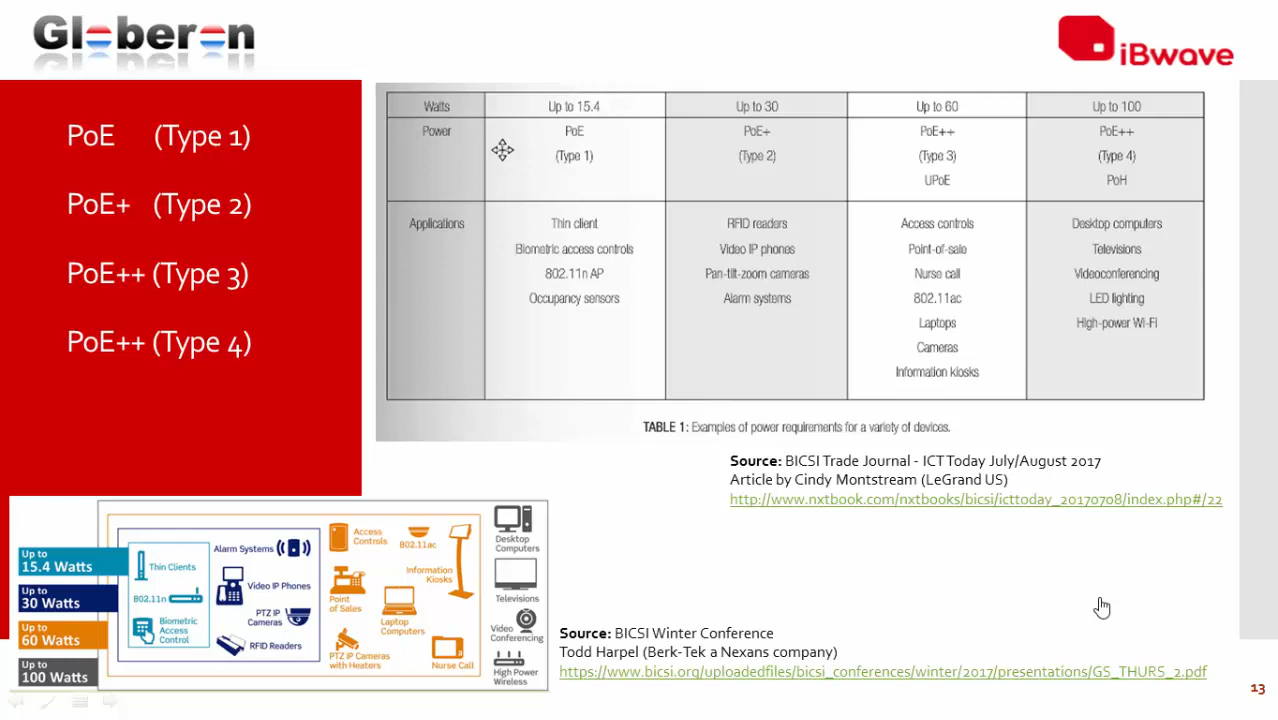 Globeron
iBwave
PoE (Type 1)
PoE+ (Type 2)
PoE++ (Type 3)
PoE++ (Type 4)
Watts Up to 15.4 Up to 30 Up to 60 Up to 100
Power PoE PoE+ PoE++ PoE++
(Type 1) (Type 2) (Type 3) (Type 4)
UPoE PoH
Applications Thin client RFID readers Access controls Desktop computers
Biometric access controls Video IP phones Point-of-sale Televisions
802.11n AP Pan-tilt-zoom cameras Nurse call Videoconferencing
Occupancy sensors Alarm systems 802.11ac LED lighting
Laptops High-power Wi-Fi
Cameras
Information kiosks
TABLE 1: Examples of power requirements for a variety of devices.
Source: BICSI Trade Journal - ICT Today July/August 2017
Article by Cindy Montstream (LeGrand US)
http://www.nxtbook.com/nxtbooks/bicsi/icttoday_20170708/index.php#/22
Up to
15.4 Watts
Up to
30 Watts
Up to
60 Watts
Up to
100 Watts
Thin Clients
802.11n
Biometric
Access
Control
Alarm Systems
Video IP Phones
PTZ IP
Cameras
RFID Readers
Access
Controls
802.11ac
Information
Kiosks
Point
of Sales
Laptop
Computers
PTZ IP Cameras
with Heaters
Nurse Call
Desktop
Computers
Televisions
Video
Conferencing
High Power
Wireless
Source: BICSI Winter Conference
Todd Harpel (Berk-Tek a Nexans company)
https://www.bicsi.org/uploadedfiles/bicsi_conferences/winter/2017/presentations/GS_THURS_2.pdf
13